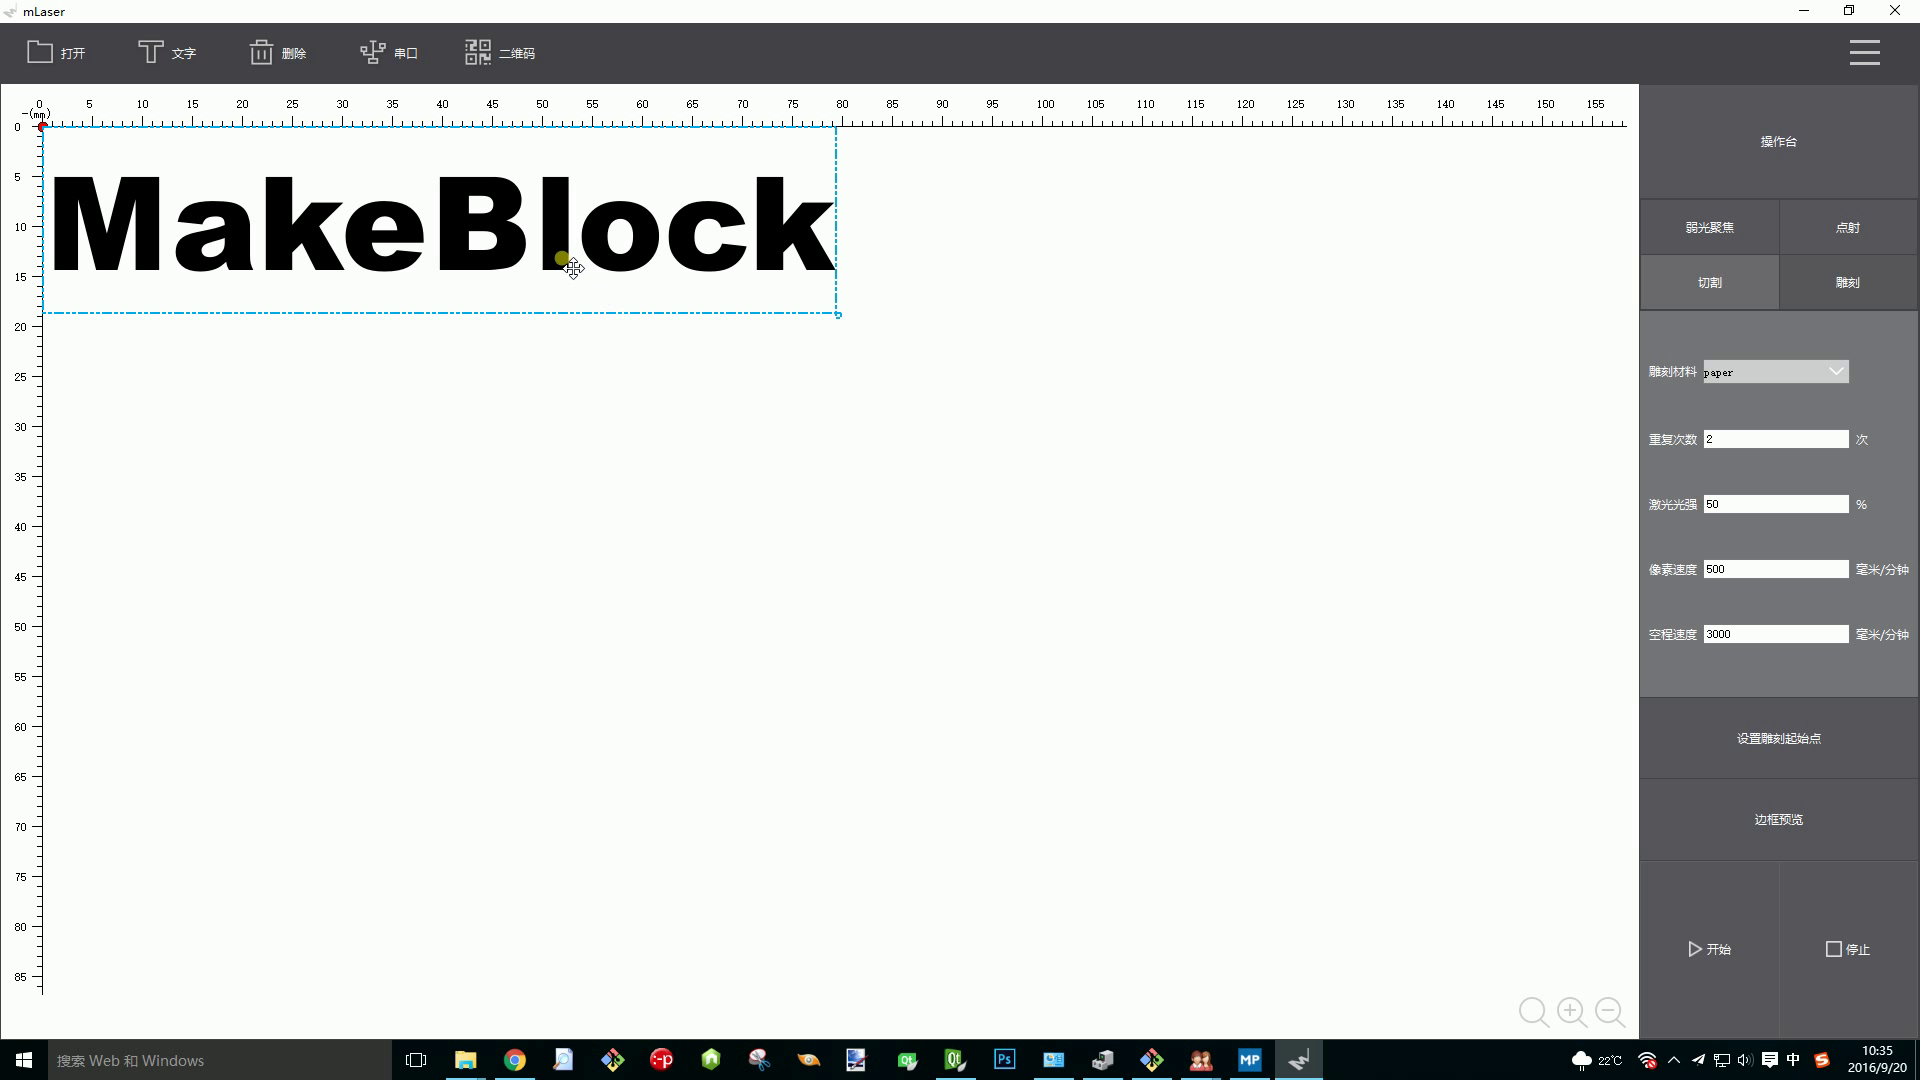 mLaser
打开 文字 删除 串口 二维码
0 5 10 15 20 25 30 35 40 45 50 55 60 65 70 75 80 85 90 95 100 105 110 115 120 125 130 135 140 145 150 155
(mm)
0
5
10
15
20
25
30
35
40
45
50
55
60
65
70
75
80
85
MakeBlock
操作台
弱光聚焦 点射
切割 雕刻
雕刻材料 paper
重复次数 2 次
激光光强 50 %
像素速度 500 毫米/分钟
空程速度 3000 毫米/分钟
设置雕刻起始点
边框预览
开始 停止
搜索 Web 和 Windows
Qt Qt Ps MP
22℃ 中 S
10:35
2016/9/20